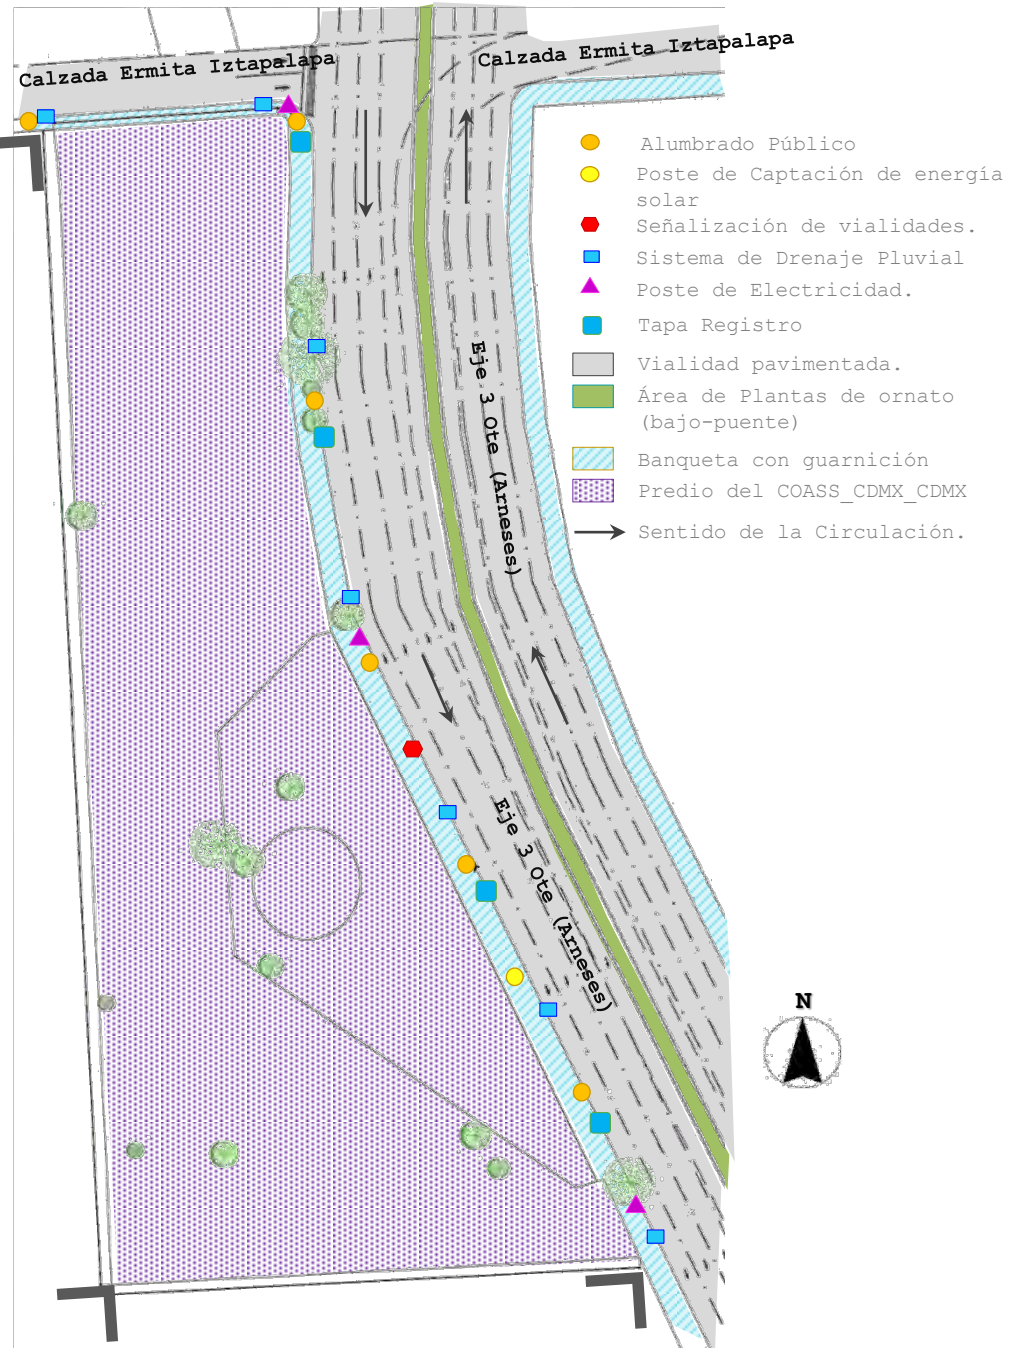 Calzada Ermita Iztapalapa
Calzada Ermita Iztapalapa
Alumbrado Público
Poste de Captación de energía
solar
Señalización de vialidades.
Sistema de Drenaje Pluvial
Poste de Electricidad.
Tapa Registro
Vialidad pavimentada.
Área de Plantas de ornato
(bajo-puente)
Banqueta con guarnición
Predio del COASS_CDMX_CDMX
Sentido de la Circulación.
Eje 3 Ote (Arneses)
Eje 3 Ote (Arneses)
N